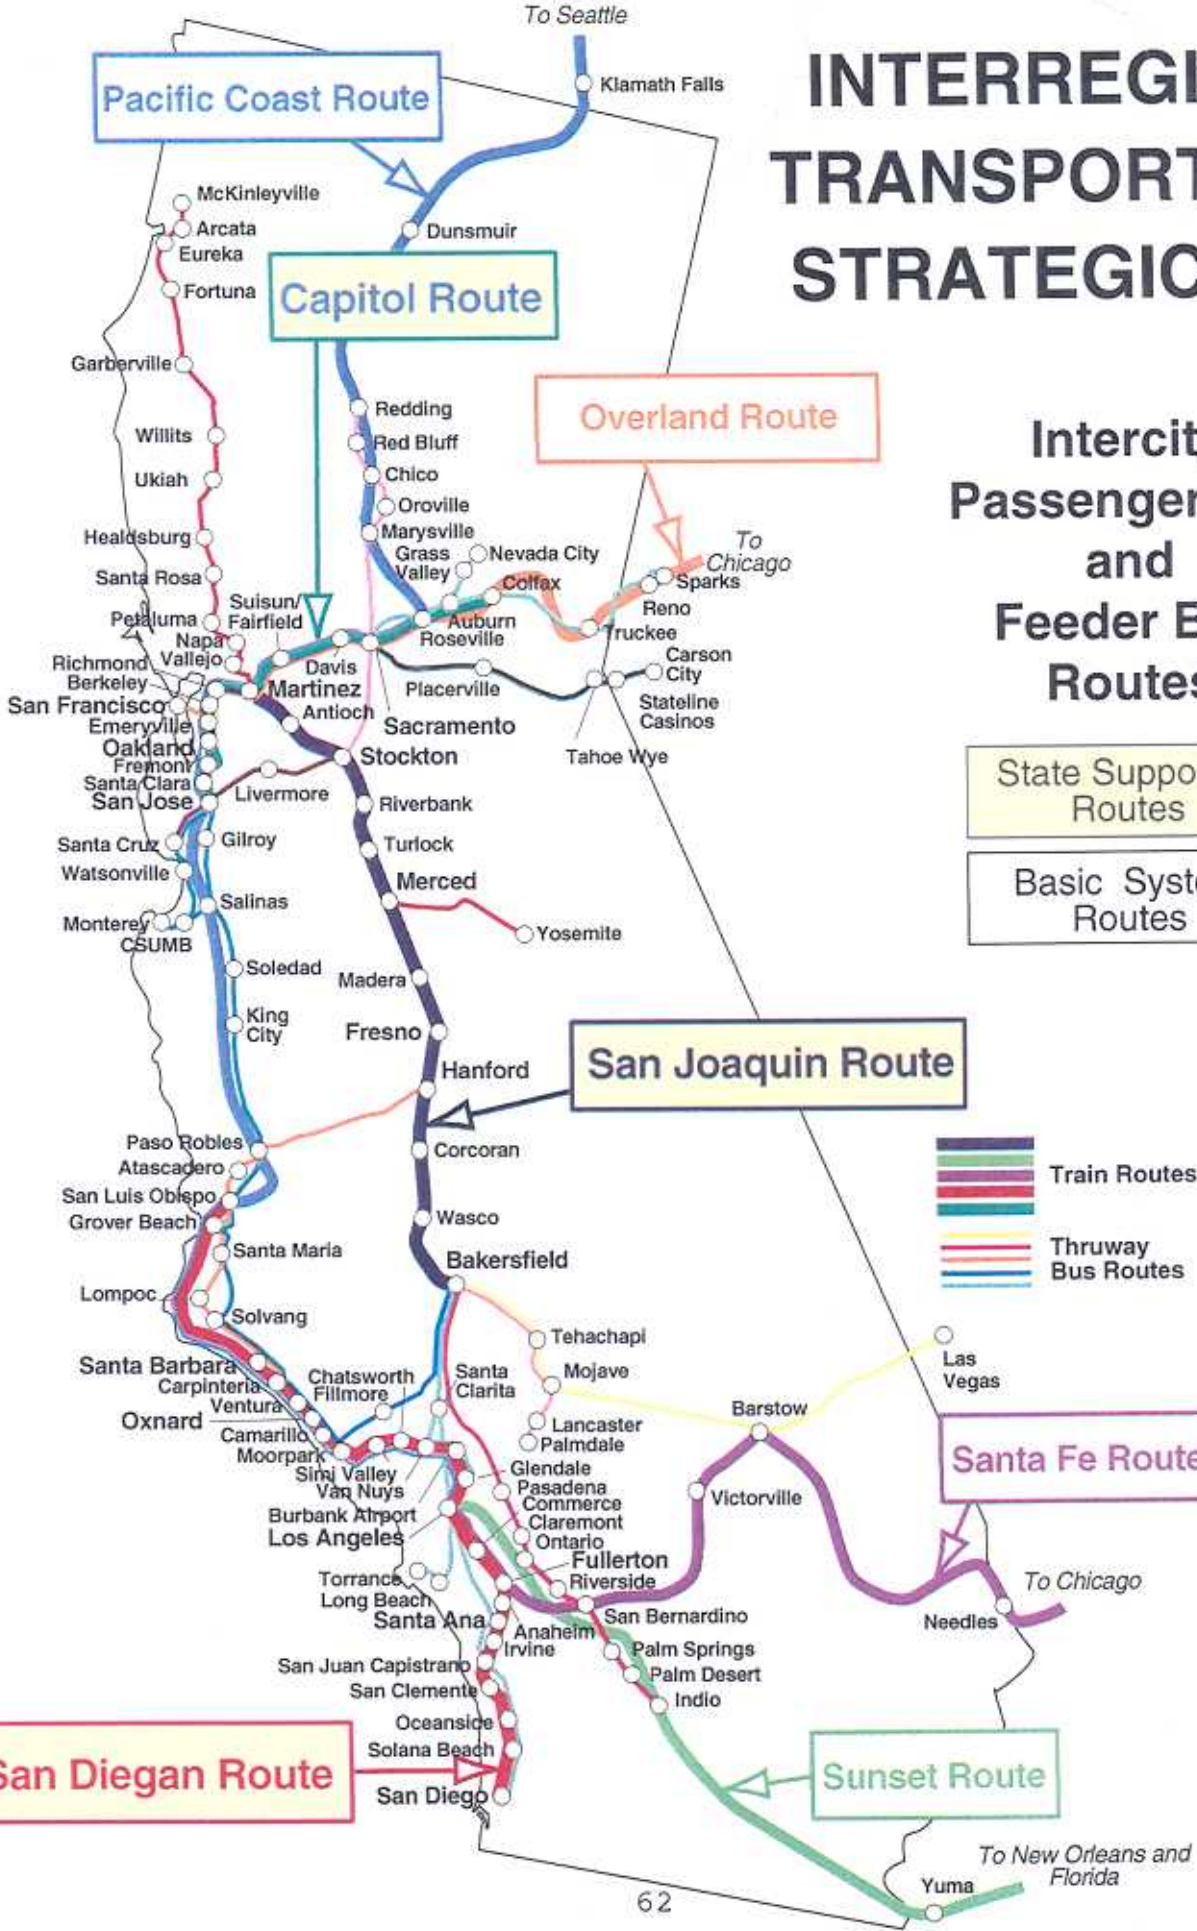 To Seattle
INTERREGI
TRANSPORT
STRATEGIC
Klamath Falls
Pacific Coast Route
McKinleyville
Arcata
Dunsmuir
Eureka
Fortuna
Capitol Route
Garberville
Overland Route
Redding
Intercit
Passenger
and
Feeder B
Routes
Willits
Red Bluff
Chico
Ukiah
Oroville
Marysville
Healdsburg
Grass
Valley
Nevada City
To
Chicago
Santa Rosa
Colfax
Sparks
Reno
Suisun/
Fairfield
Petaluma
Auburn
Roseville
Truckee
Napa
Vallejo
Davis
Carson
City
Richmond
Berkeley
Martinez
Placerville
Stateline
Casinos
San Francisco
Antioch
Sacramento
Emeryville
Oakland
Stockton
Tahoe Wye
Fremont
Santa Clara
San Jose
Livermore
Riverbank
State Suppo
Routes
Santa Cruz
Gilroy
Turlock
Watsonville
Merced
Basic Syste
Routes
Salinas
Monterey
CSUMB
Yosemite
Soledad
Madera
King
City
Fresno
San Joaquin Route
Hanford
Paso Robles
Corcoran
Atascadero
Train Routes
San Luis Obispo
Grover Beach
Wasco
Santa Maria
Thruway
Bus Routes
Bakersfield
Lompoc
Solvang
Tehachapi
Las
Vegas
Santa Barbara
Carpinteria
Ventura
Oxnard
Chatsworth
Fillmore
Santa
Clarita
Mojave
Barstow
Lancaster
Palmdale
Camarillo
Moorpark
Simi Valley
Van Nuys
Santa Fe Route
Glendale
Pasadena
Victorville
Burbank Airport
Los Angeles
Commerce
Claremont
Ontario
Fullerton
Torrance
Long Beach
Riverside
To Chicago
Santa Ana
San Bernardino
Needles
Anaheim
Irvine
Palm Springs
San Juan Capistrano
Palm Desert
San Clemente
Indio
Oceanside
Solana Beach
San Diegan Route
San Diego
Sunset Route
To New Orleans and
Florida
Yuma
62